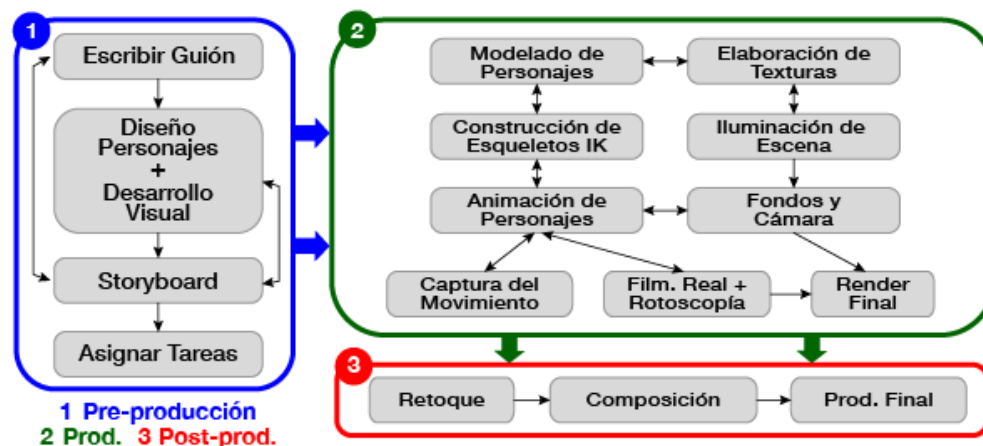 1
Escribir Guión
Diseño
Personajes
+
Desarrollo
Visual
Storyboard
Asignar Tareas
1 Pre-producción
2 Prod. 3 Post-prod.
2
Modelado de
Personajes
Elaboración de
Texturas
Construcción de
Esqueletos IK
Iluminación de
Escena
Animación de
Personajes
Fondos y
Cámara
Captura del
Movimiento
Film. Real +
Rotoscopía
Render
Final
3
Retoque
Composición
Prod. Final